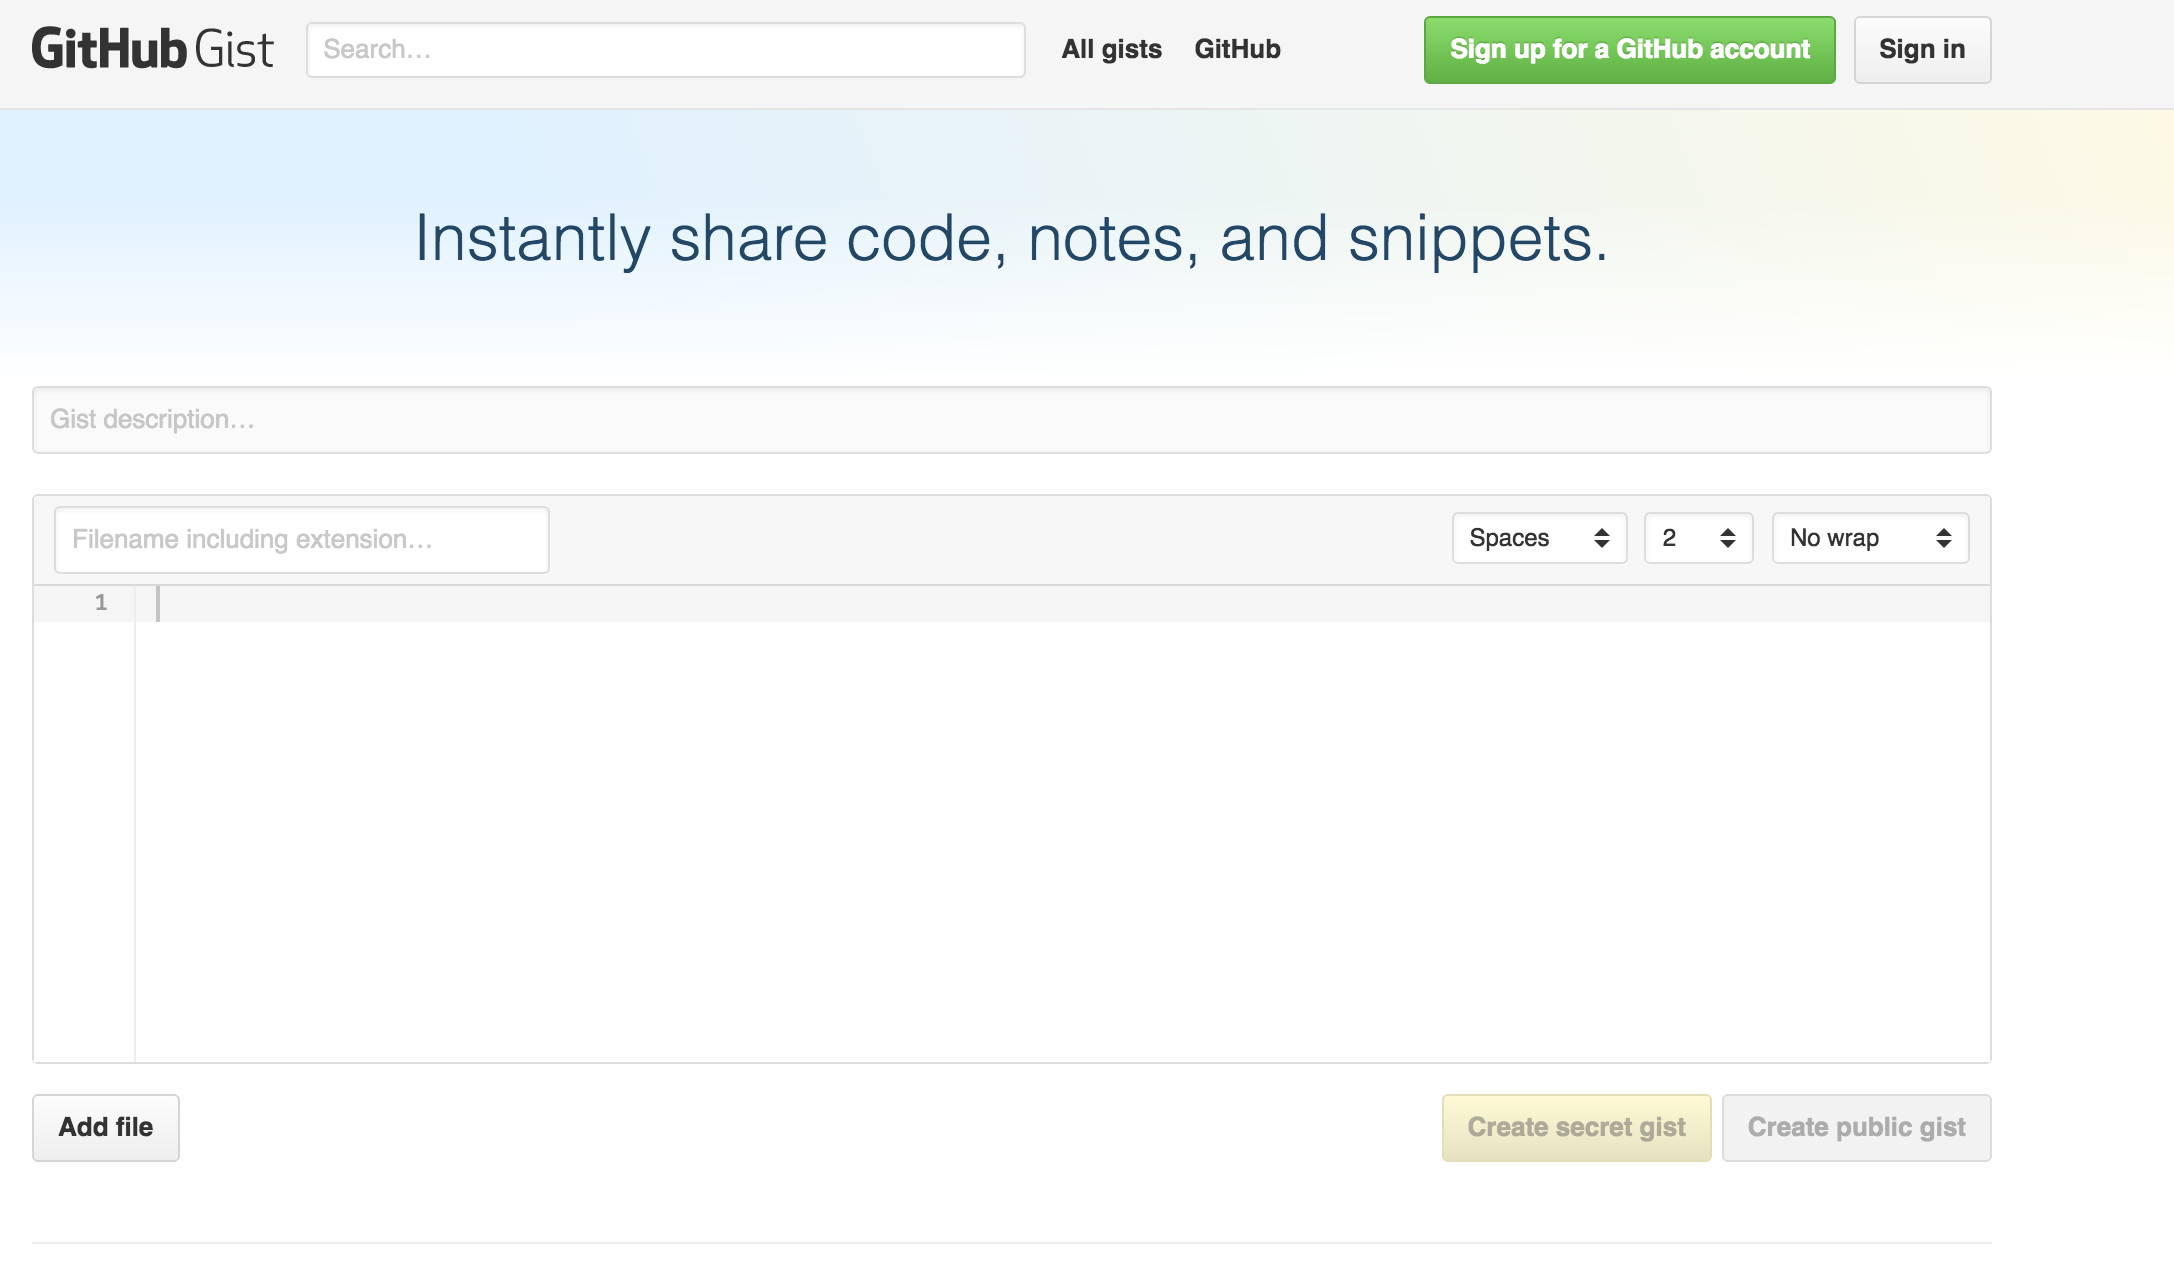 GitHub Gist Search… All gists GitHub Sign up for a GitHub account Sign in
Instantly share code, notes, and snippets.
Gist description…
Filename including extension… Spaces 2 No wrap
1
Add file Create secret gist Create public gist